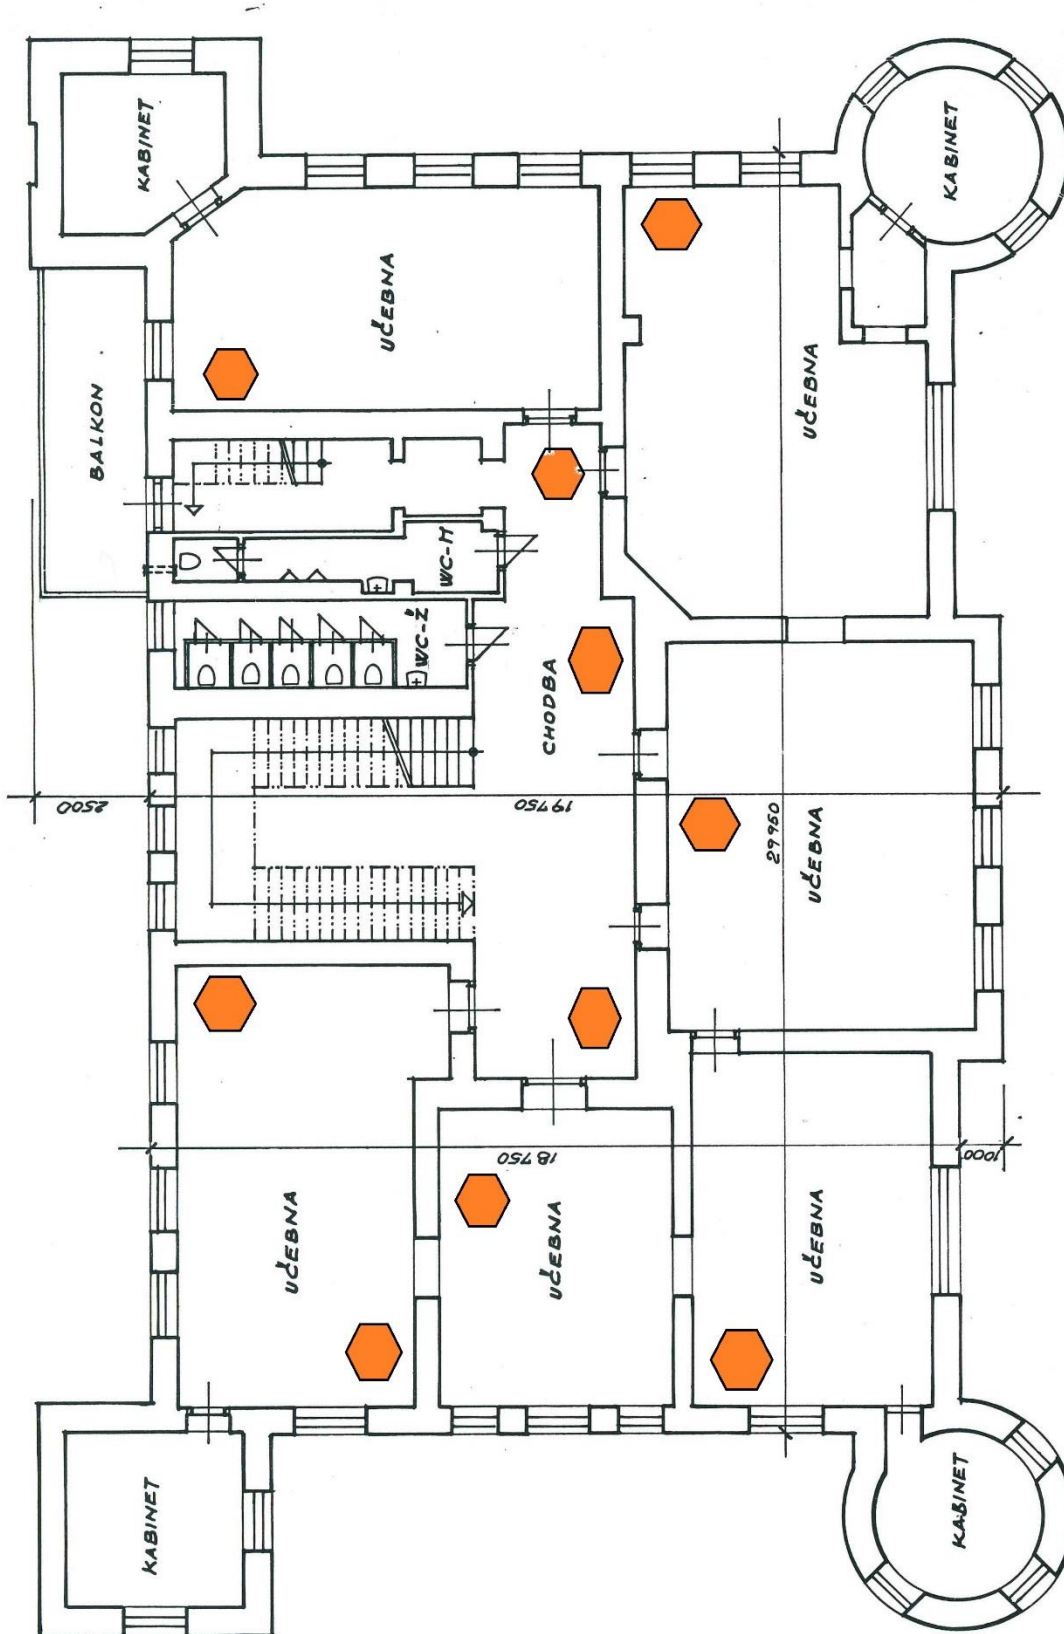 KABINET
KABINET
UČEBNA
UČEBNA
BALKON
WC-M
WC-Ž
CHODBA
2500
19750
29950
UČEBNA
18750
1000
UČEBNA
UČEBNA
UČEBNA
KABINET
KABINET